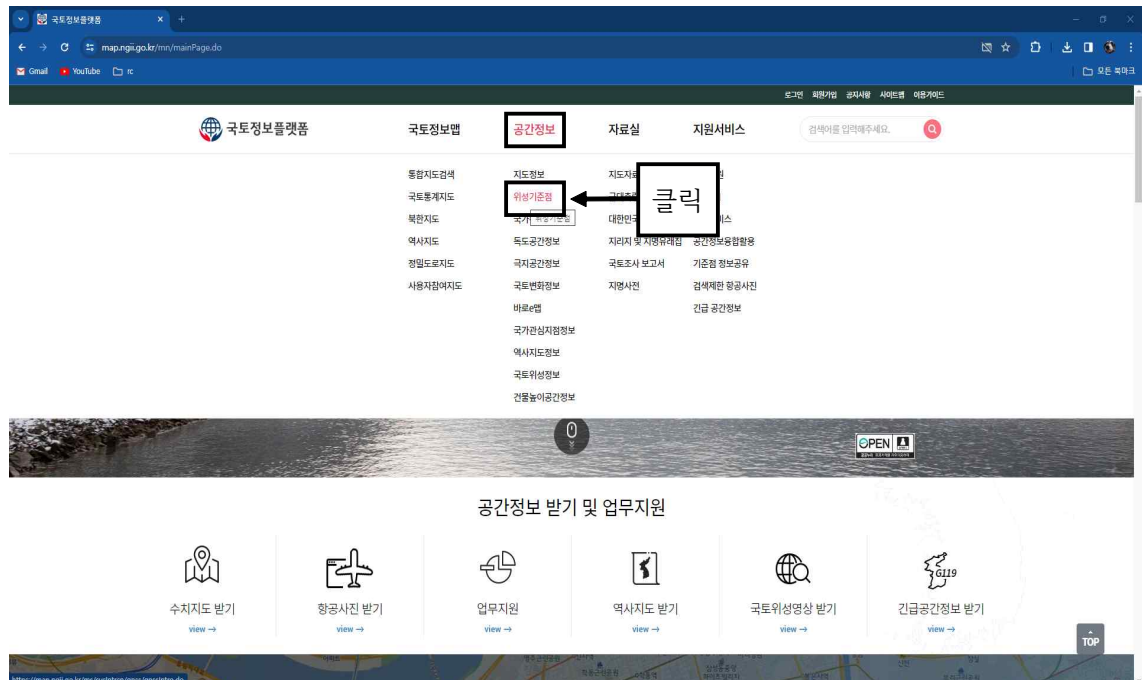 국토정보플랫폼
map.ngii.go.kr/mn/mainPage.do
Gmail YouTube rc 모든 북마크
로그인 회원가입 공지사항 사이트맵 이용가이드
국토정보플랫폼 국토정보맵 공간정보 자료실 지원서비스 검색어를 입력해주세요.
통합지도검색 지도정보
국토통계지도 위성기준점
클릭
북한지도 위성기준점
역사지도 독도공간정보 지리지 및 지명유래집 공간정보융합활용
정밀도로지도 극지공간정보 국토조사 보고서 기준점 정보공유
사용자참여지도 국토변화정보 지명사전 검색제한 항공사진
바로e맵 긴급 공간정보
국가관심지점정보
역사지도정보
국토위성정보
건물높이공간정보
OPEN
공간정보 받기 및 업무지원
G119
수치지도 받기 항공사진 받기 업무지원 역사지도 받기 국토위성영상 받기 긴급공간정보 받기
view → view → view → view → view → view →
TOP